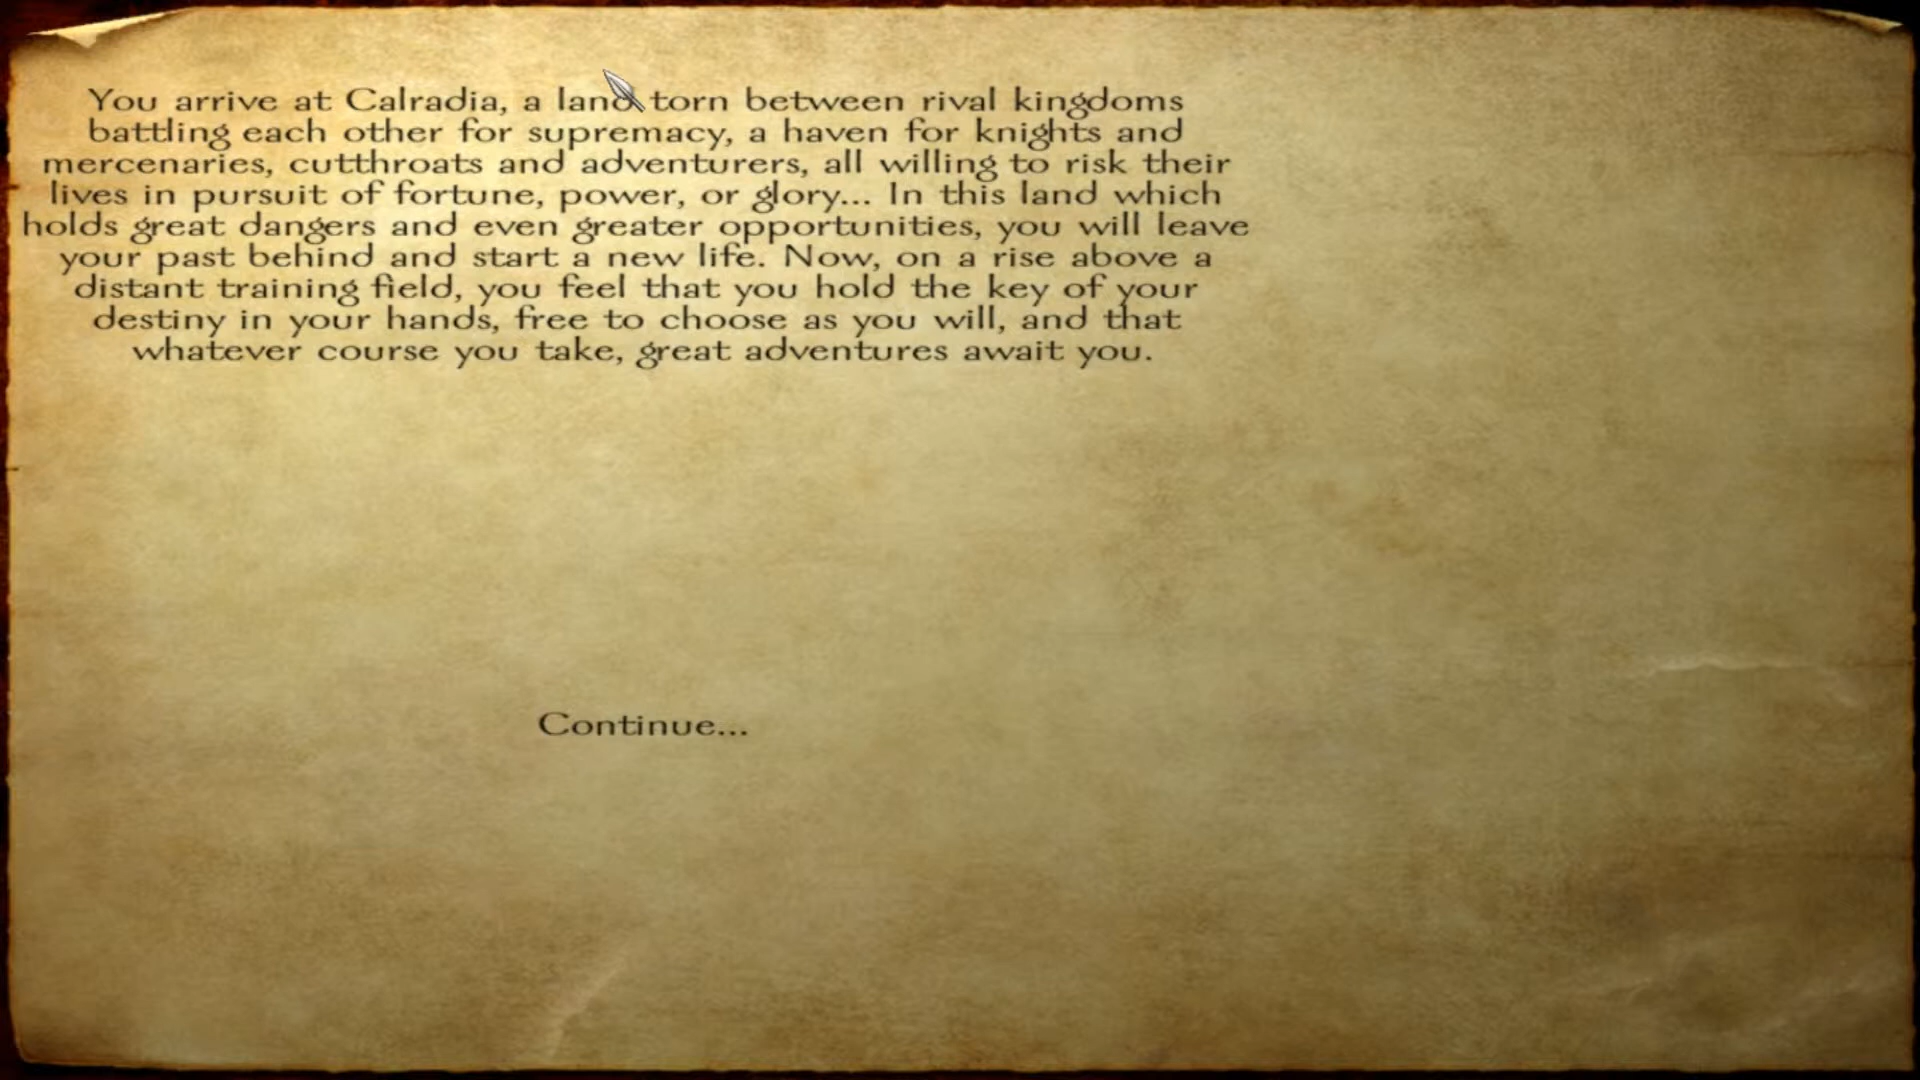 You arrive at Calradia, a land torn between rival kingdoms
battling each other for supremacy, a haven for knights and
mercenaries, cutthroats and adventurers, all willing to risk their
lives in pursuit of fortune, power, or glory... In this land which
holds great dangers and even greater opportunities, you will leave
your past behind and start a new life. Now, on a rise above a
distant training field, you feel that you hold the key of your
destiny in your hands, free to choose as you will, and that
whatever course you take, great adventures await you.
Continue...